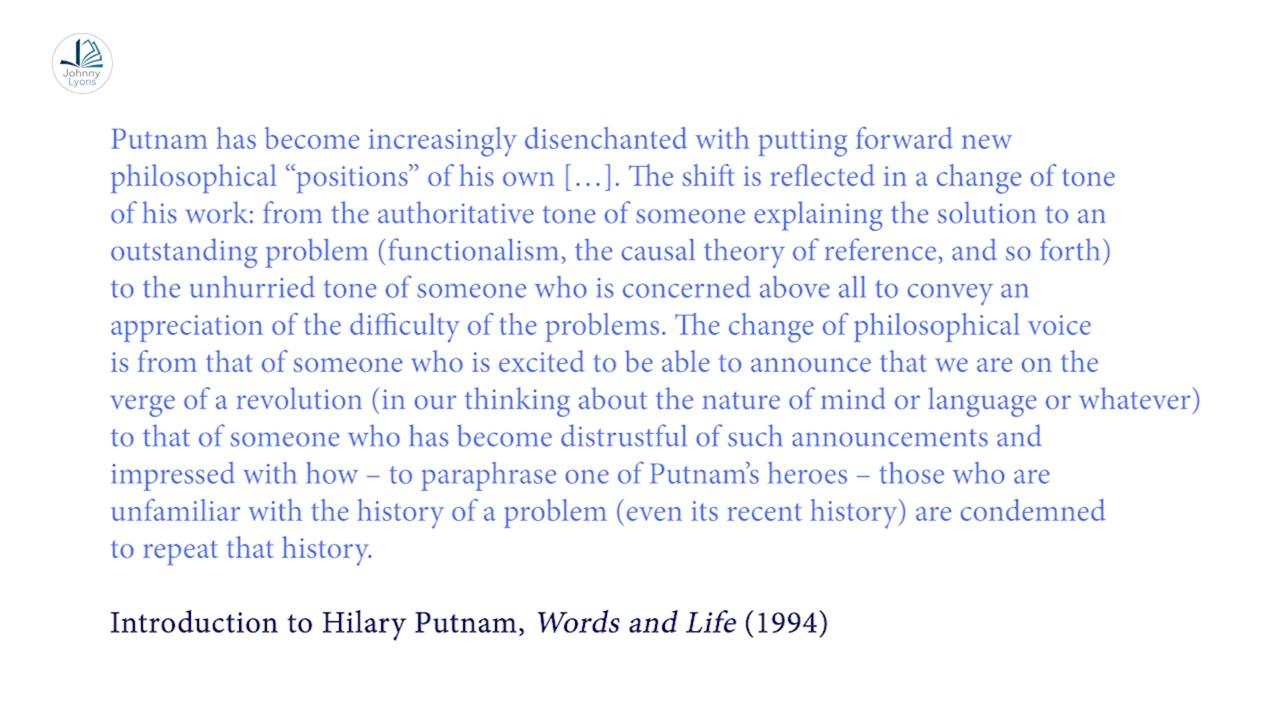 Johnny
Lyons
Putnam has become increasingly disenchanted with putting forward new
philosophical “positions” of his own […]. The shift is reflected in a change of tone
of his work: from the authoritative tone of someone explaining the solution to an
outstanding problem (functionalism, the causal theory of reference, and so forth)
to the unhurried tone of someone who is concerned above all to convey an
appreciation of the difficulty of the problems. The change of philosophical voice
is from that of someone who is excited to be able to announce that we are on the
verge of a revolution (in our thinking about the nature of mind or language or whatever)
to that of someone who has become distrustful of such announcements and
impressed with how – to paraphrase one of Putnam’s heroes – those who are
unfamiliar with the history of a problem (even its recent history) are condemned
to repeat that history.
Introduction to Hilary Putnam, Words and Life (1994)